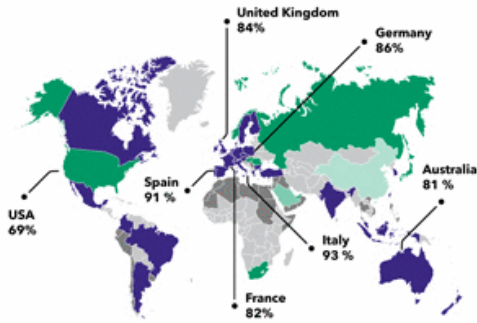 United Kingdom
84%
Germany
86%
Spain
91 %
Australia
81 %
USA
69%
Italy
93 %
France
82%